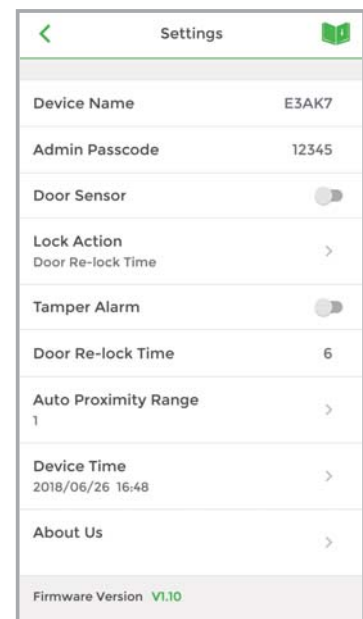 Settings
Device Name E3AK7
Admin Passcode 12345
Door Sensor
Lock Action
Door Re-lock Time
Tamper Alarm
Door Re-lock Time 6
Auto Proximity Range
1
Device Time
2018/06/26 16:48
About Us
Firmware Version V1.10